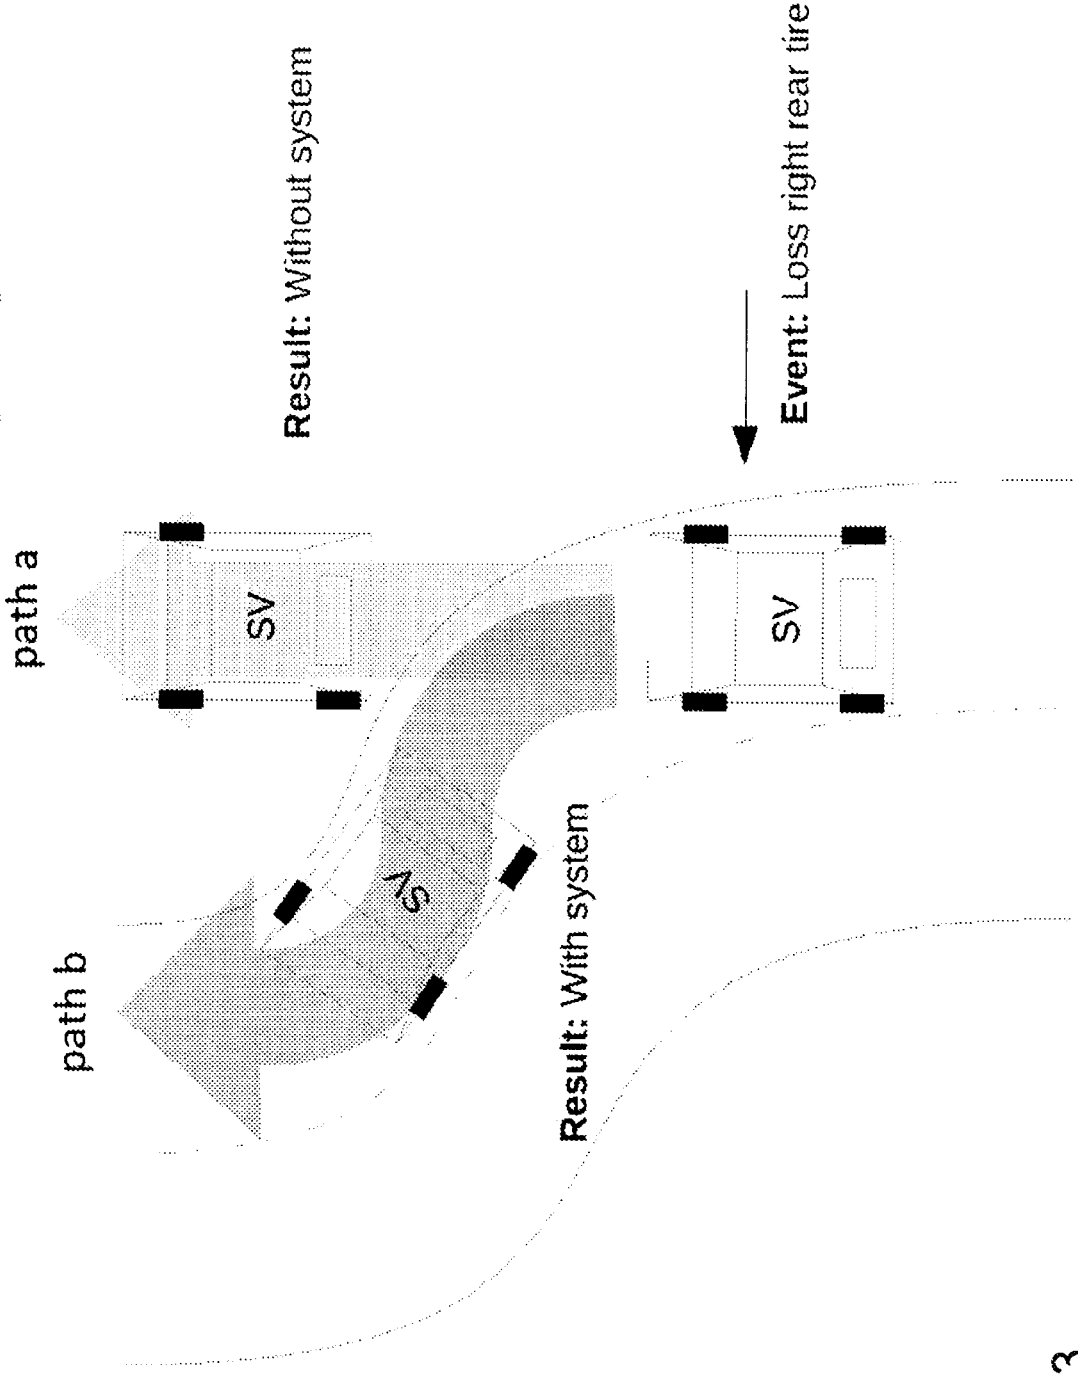 path a
path b
Result: Without system
SV
SV
Result: With system
SV
Event: Loss right rear tire
3